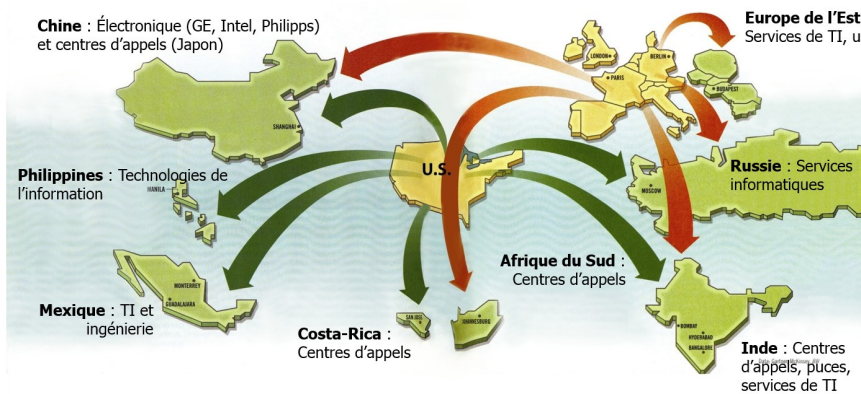 Chine : Électronique (GE, Intel, Philipps)
et centres d'appels (Japon)
Europe de l'Est
Services de TI, u
LONDON
BERLIN
PARIS
BUDAPEST
SHANGHAI
U.S.
Philippines : Technologies de
l'information
MANILA
Russie : Services
informatiques
MOSCOW
Afrique du Sud :
Centres d'appels
MONTERREY
GUADALAJARA
Mexique : TI et
ingénierie
SAN JOSE
JOHANNESBURG
Costa-Rica :
Centres d'appels
BOMBAY
HYDERABAD
BANGALORE
Inde : Centres
d'appels, puces,
services de TI